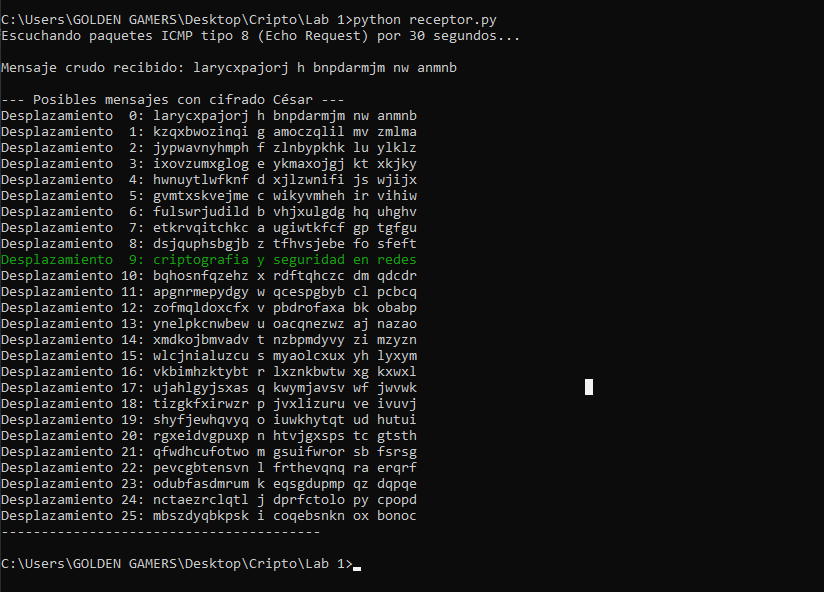 C:\Users\GOLDEN GAMERS\Desktop\Cripto\Lab 1>python receptor.py
Escuchando paquetes ICMP tipo 8 (Echo Request) por 30 segundos...
Mensaje crudo recibido: larycxpajorj h bnpdarmjm nw anmnb
--- Posibles mensajes con cifrado César ---
Desplazamiento  0: larycxpajorj h bnpdarmjm nw anmnb
Desplazamiento  1: kzqxbwozinqi g amoczqlil mv zmlma
Desplazamiento  2: jypwavnyhmph f zlnbypkhk lu ylklz
Desplazamiento  3: ixovzumxglog e ykmaxojgj kt xkjky
Desplazamiento  4: hwnuytlwfknf d xjlzwnifi js wjijx
Desplazamiento  5: gvmtxskvejme c wikyvmheh ir vihiw
Desplazamiento  6: fulswrjudild b vhjxulgdg hq uhghv
Desplazamiento  7: etkrvqitchkc a ugiwtkfcf gp tgfgu
Desplazamiento  8: dsjquphsbgjb z tfhvsjebe fo sfeft
Desplazamiento  9: criptografia y seguridad en redes
Desplazamiento 10: bqhosnfqzehz x rdftqhczc dm qdcdr
Desplazamiento 11: apgnrmepydgy w qcespgbyb cl pcbcq
Desplazamiento 12: zofmqldoxcfx v pbdrofaxa bk obabp
Desplazamiento 13: ynelpkcnwbew u oacqnezwz aj nazao
Desplazamiento 14: xmdkojbmvadv t nzbpmdyvy zi mzyzn
Desplazamiento 15: wlcjnialuzcu s myaolcxux yh lyxym
Desplazamiento 16: vkbimhzktybt r lxznkbwtw xg kxwxl
Desplazamiento 17: ujahlgyjsxas q kwymjavsv wf jwvwk
Desplazamiento 18: tizgkfxirwzr p jvxlizuru ve ivuvj
Desplazamiento 19: shyfjewhqvyq o iuwkhytqt ud hutui
Desplazamiento 20: rgxeidvgpuxp n htvjgxsps tc gtsth
Desplazamiento 21: qfwdhcufotwo m gsuifwror sb fsrsg
Desplazamiento 22: pevcgbtensvn l frthevqnq ra erqrf
Desplazamiento 23: odubfasdmrum k eqsgdupmp qz dqpqe
Desplazamiento 24: nctaezrclqtl j dprfctolo py cpopd
Desplazamiento 25: mbszdyqbkpsk i coqebsnkn ox bonoc
----------------------------------------
C:\Users\GOLDEN GAMERS\Desktop\Cripto\Lab 1>